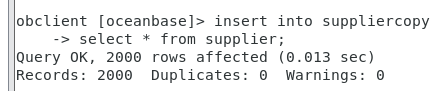 obclient [oceanbase]> insert into suppliercopy
-> select * from supplier;
Query OK, 2000 rows affected (0.013 sec)
Records: 2000  Duplicates: 0  Warnings: 0